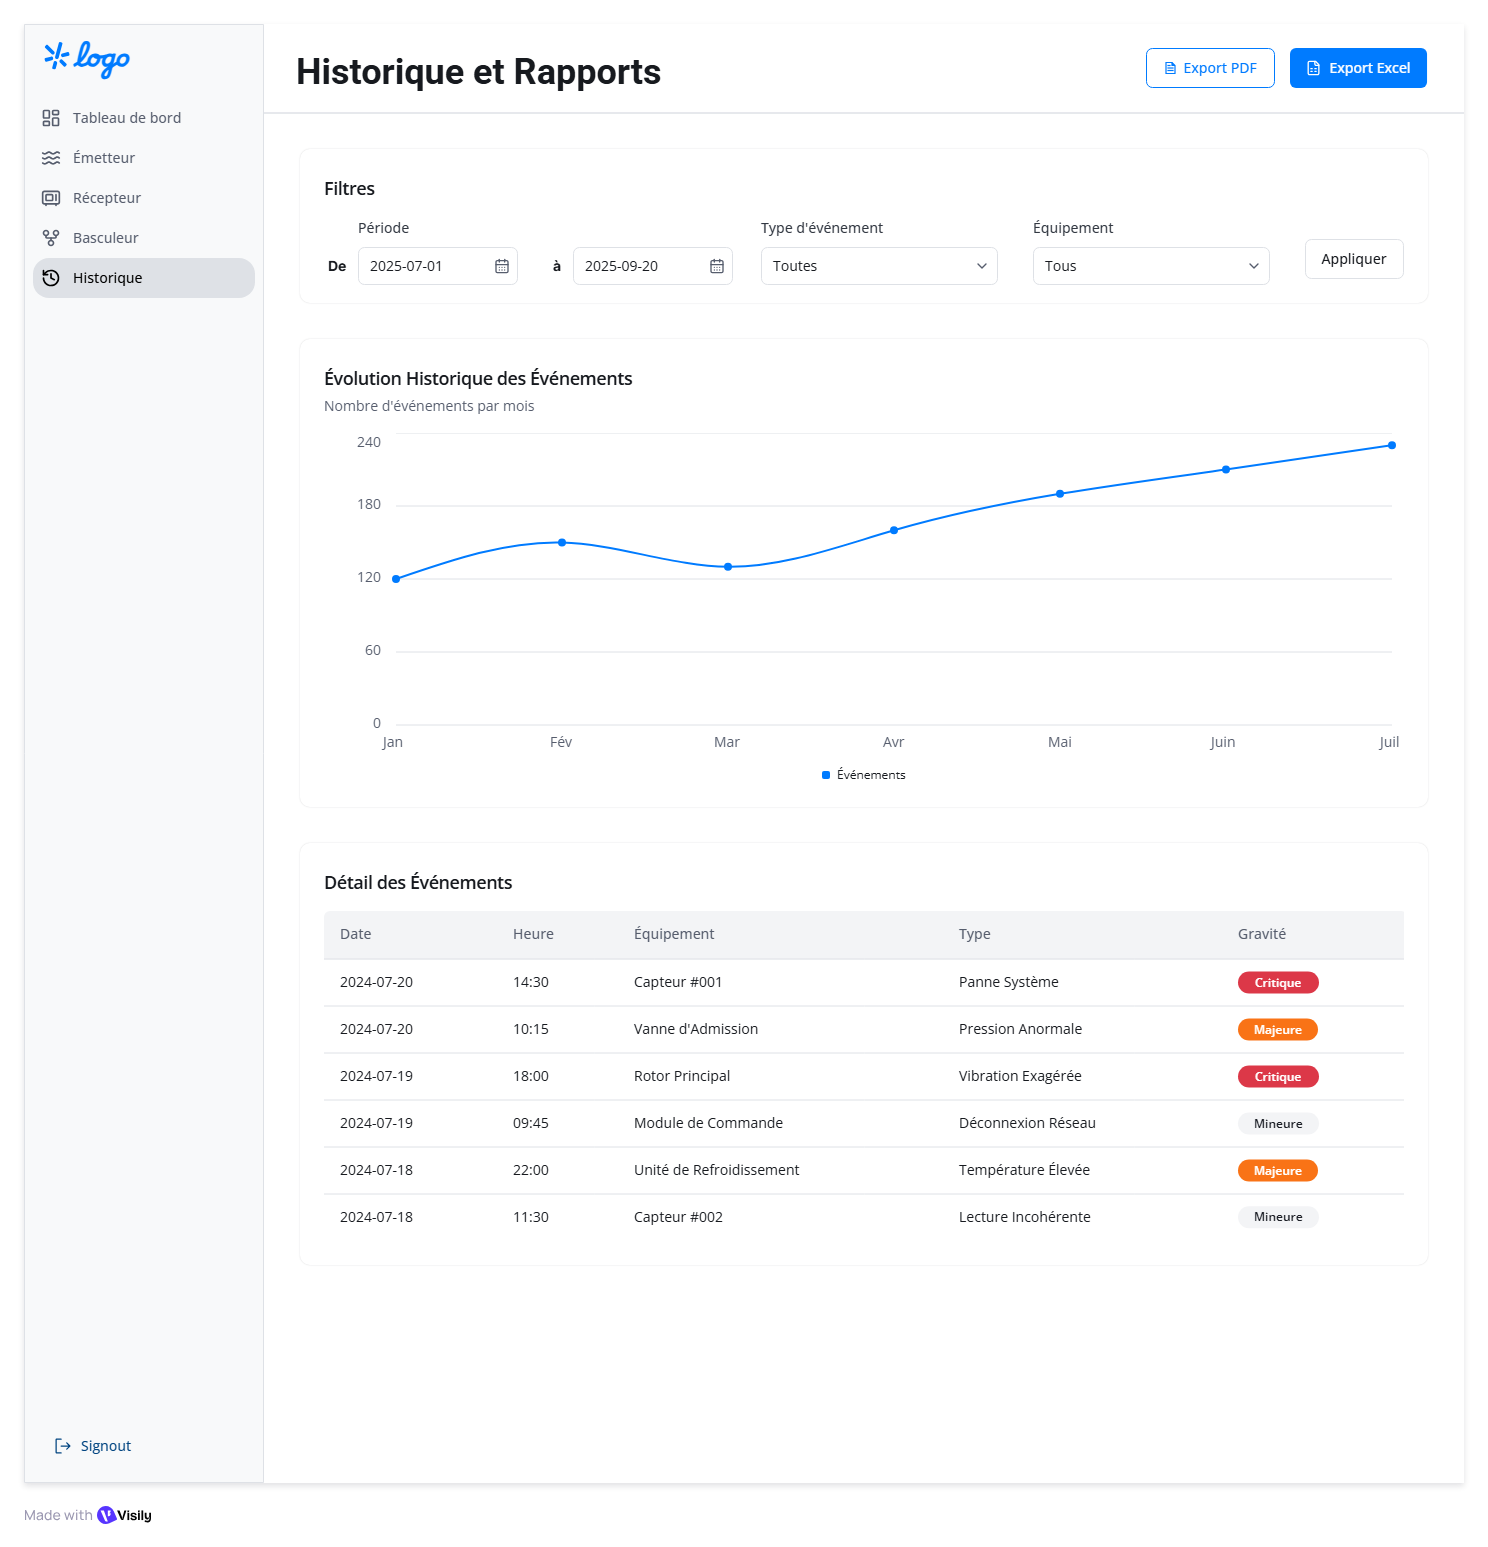 logo
Tableau de bord
Émetteur
Récepteur
Basculeur
Historique
Signout
Historique et Rapports
Export PDF
Export Excel
Filtres
Période
Type d'événement
Équipement
De
2025-07-01
à
2025-09-20
Toutes
Tous
Appliquer
Évolution Historique des Événements
Nombre d'événements par mois
240
180
120
60
0
Jan Fév Mar Avr Mai Juin Juil
Événements
Détail des Événements
Date Heure Équipement Type Gravité
2024-07-20 14:30 Capteur #001 Panne Système Critique
2024-07-20 10:15 Vanne d'Admission Pression Anormale Majeure
2024-07-19 18:00 Rotor Principal Vibration Exagérée Critique
2024-07-19 09:45 Module de Commande Déconnexion Réseau Mineure
2024-07-18 22:00 Unité de Refroidissement Température Élevée Majeure
2024-07-18 11:30 Capteur #002 Lecture Incohérente Mineure
Made with Visily